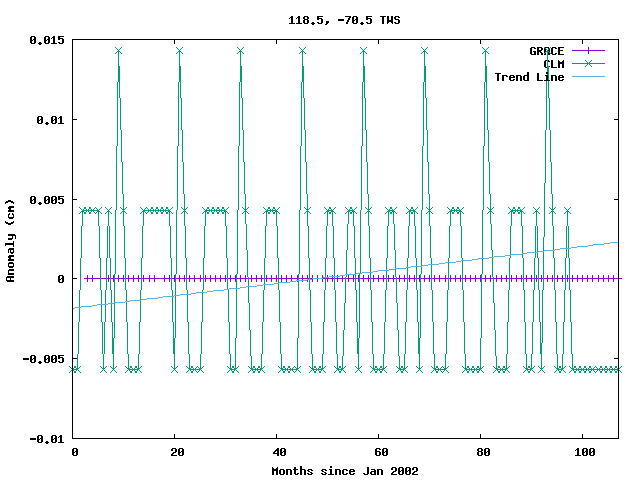 118.5, -70.5 TWS
0.015
GRACE
CLM
Trend Line
0.01
0.005
Anomaly (cm)
0
-0.005
-0.01
0 20 40 60 80 100
Months since Jan 2002